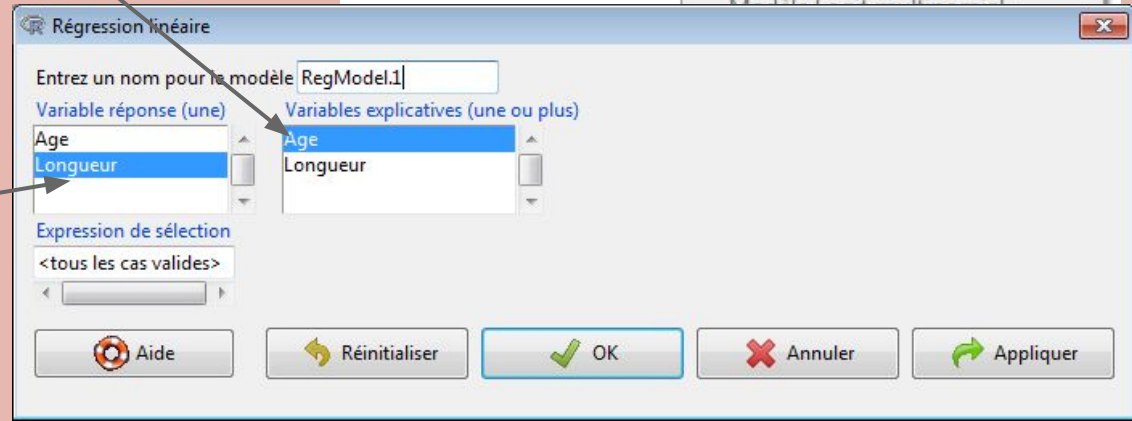 Régression linéaire
Entrez un nom pour le modèle RegModel.1
Variable réponse (une) Variables explicatives (une ou plus)
Age Age
Longueur Longueur
Expression de sélection
<tous les cas valides>
Aide Réinitialiser OK Annuler Appliquer